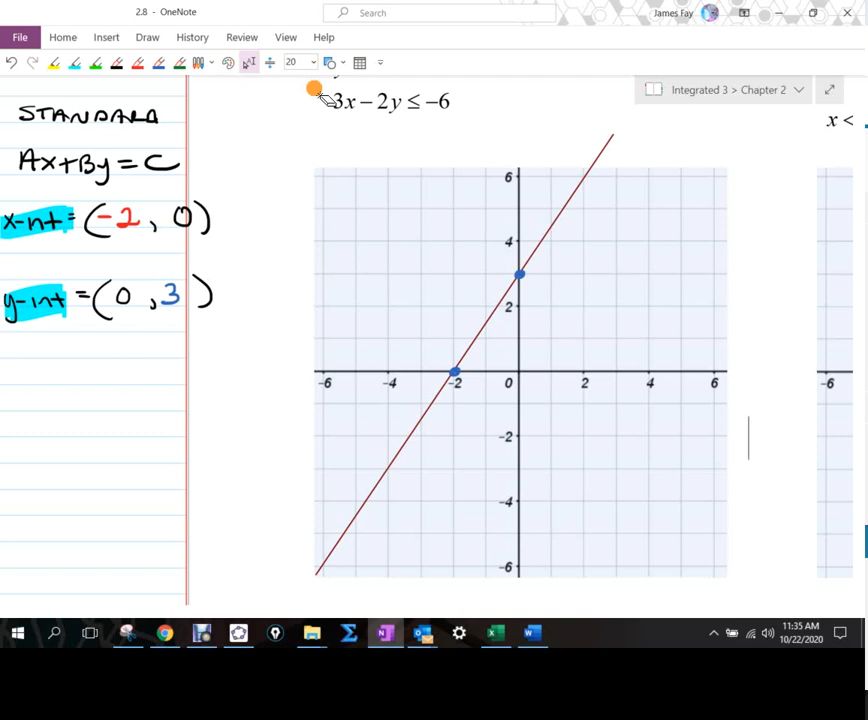 2.8 - OneNote
Search
James Fay
File Home Insert Draw History Review View Help
20
Integrated 3 > Chapter 2
3x − 2y ≤ −6
x <
STANDARD
Ax+By=C
x-int=(-2, 0)
y-int=(0, 3)
6
4
2
-6 -4 -2 0 2 4 6
-2
-4
-6
-6
11:35 AM
10/22/2020